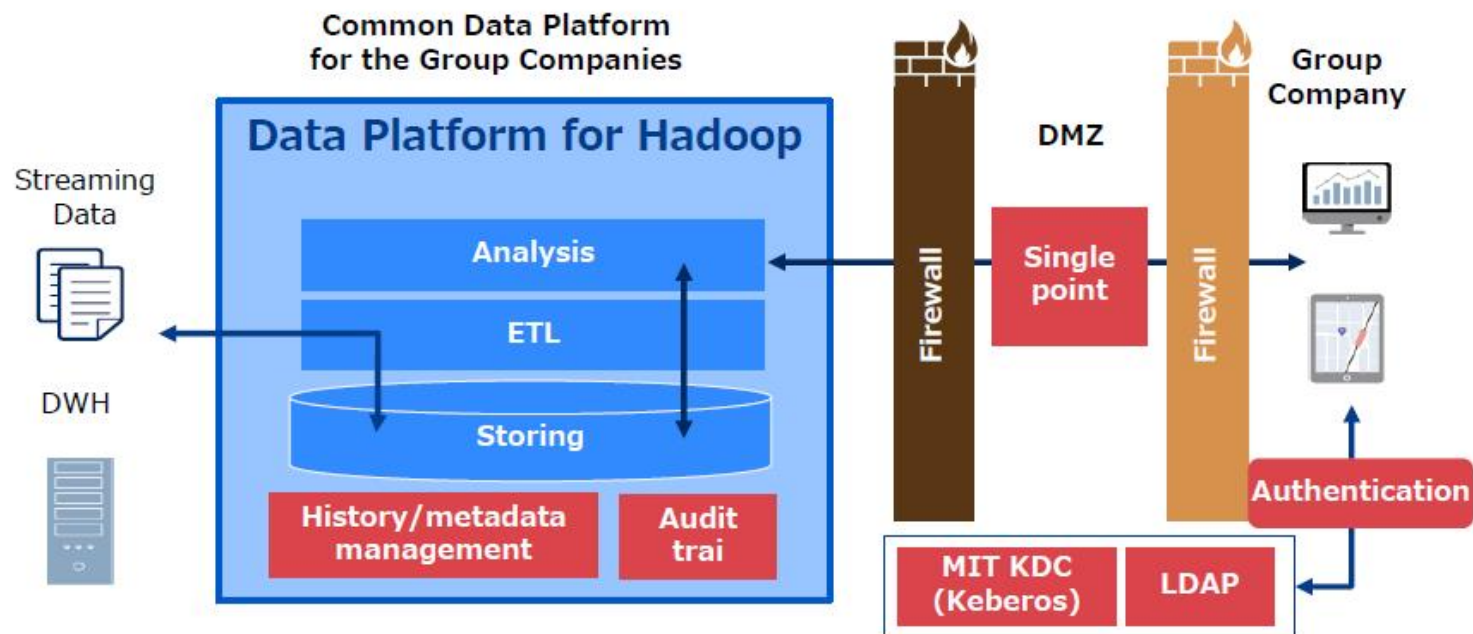 Common Data Platform
for the Group Companies
Data Platform for Hadoop
Streaming
Data
DWH
Analysis
ETL
Storing
History/metadata
management
Audit
trai
Firewall
DMZ
Single
point
Firewall
Group
Company
Authentication
MIT KDC
(Keberos)
LDAP